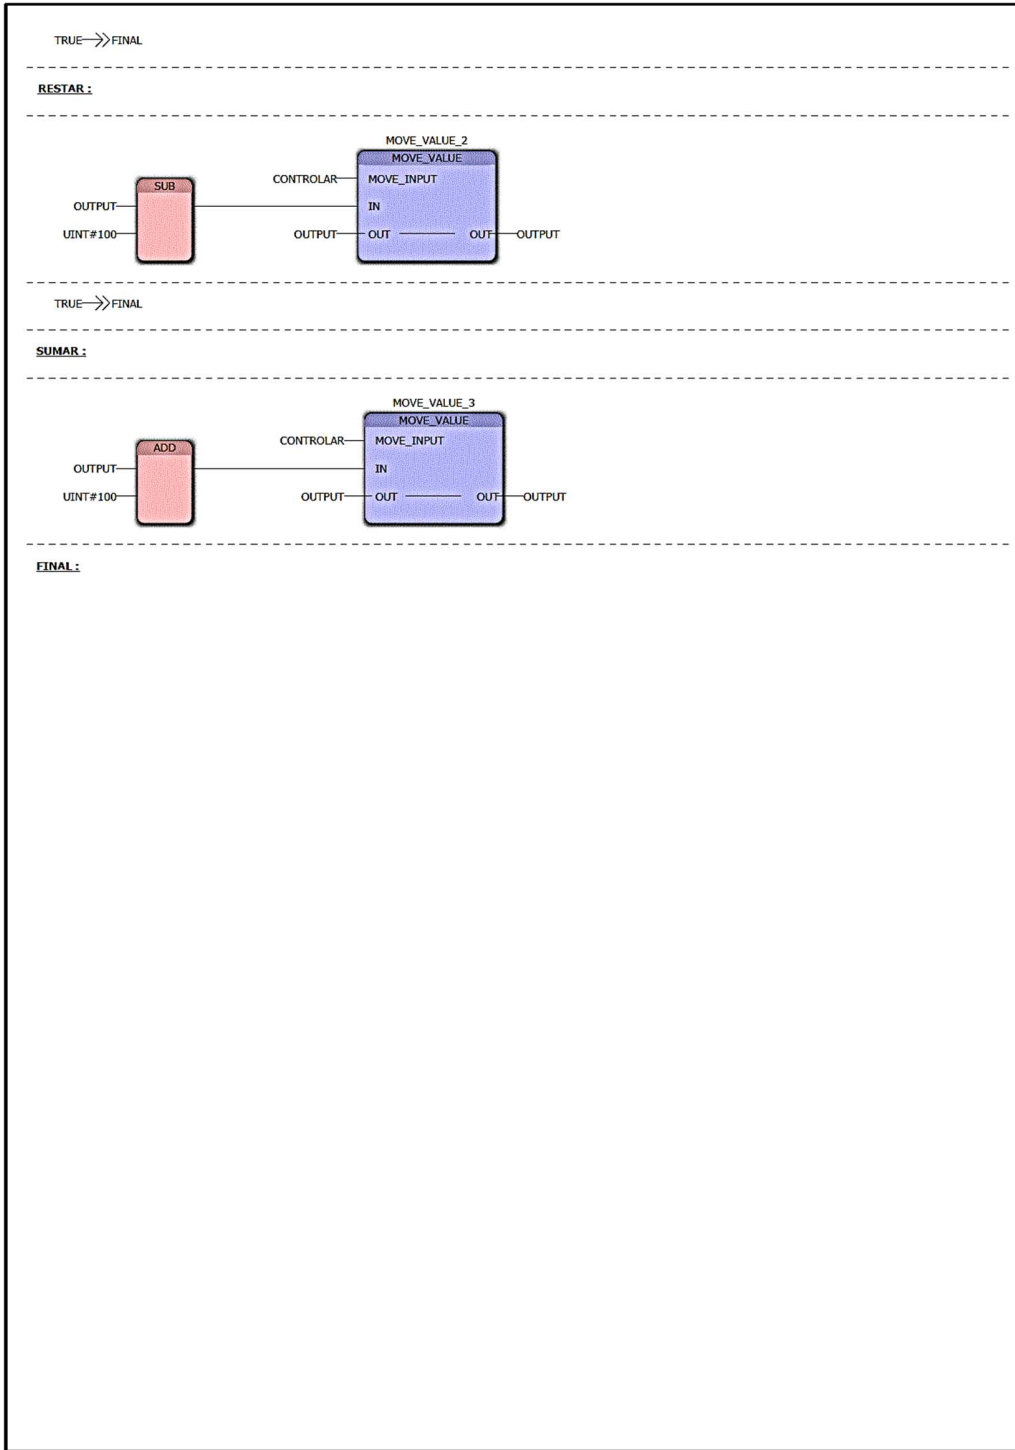 TRUE FINAL
RESTAR :
MOVE_VALUE_2
MOVE_VALUE
CONTROLAR MOVE_INPUT
SUB
OUTPUT IN
UINT#100 OUTPUT OUT OUT OUTPUT
TRUE FINAL
SUMAR :
MOVE_VALUE_3
MOVE_VALUE
CONTROLAR MOVE_INPUT
ADD
OUTPUT IN
UINT#100 OUTPUT OUT OUT OUTPUT
FINAL :